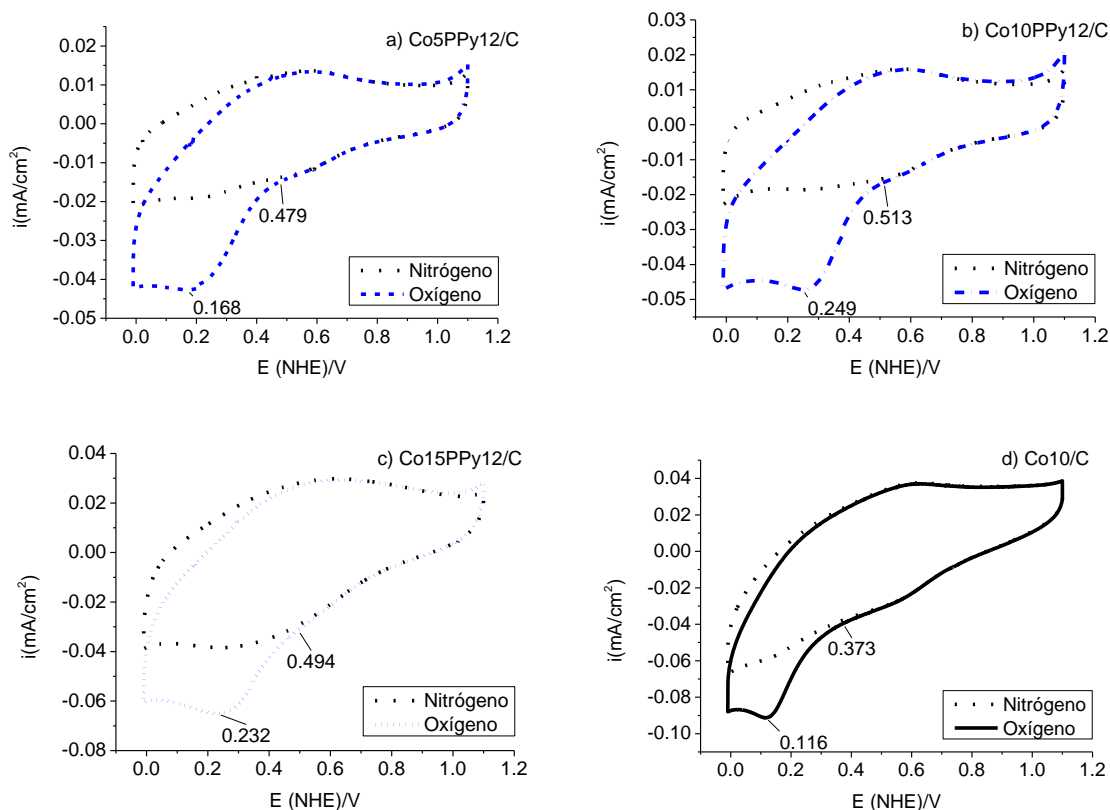 a) Co5PPy12/C
0.02
0.01
0.00
-0.01
-0.02
-0.03
-0.04
-0.05
i(mA/cm²)
0.479
0.168
Nitrógeno
Oxígeno
0.0 0.2 0.4 0.6 0.8 1.0 1.2
E (NHE)/V
b) Co10PPy12/C
0.03
0.02
0.01
0.00
-0.01
-0.02
-0.03
-0.04
-0.05
i(mA/cm²)
0.513
0.249
Nitrógeno
Oxígeno
0.0 0.2 0.4 0.6 0.8 1.0 1.2
E (NHE)/V
c) Co15PPy12/C
0.04
0.02
0.00
-0.02
-0.04
-0.06
-0.08
i(mA/cm²)
0.494
0.232
Nitrógeno
Oxígeno
0.0 0.2 0.4 0.6 0.8 1.0 1.2
E (NHE)/V
d) Co10/C
0.04
0.02
0.00
-0.02
-0.04
-0.06
-0.08
-0.10
i(mA/cm²)
0.373
0.116
Nitrógeno
Oxígeno
0.0 0.2 0.4 0.6 0.8 1.0 1.2
E (NHE)/V